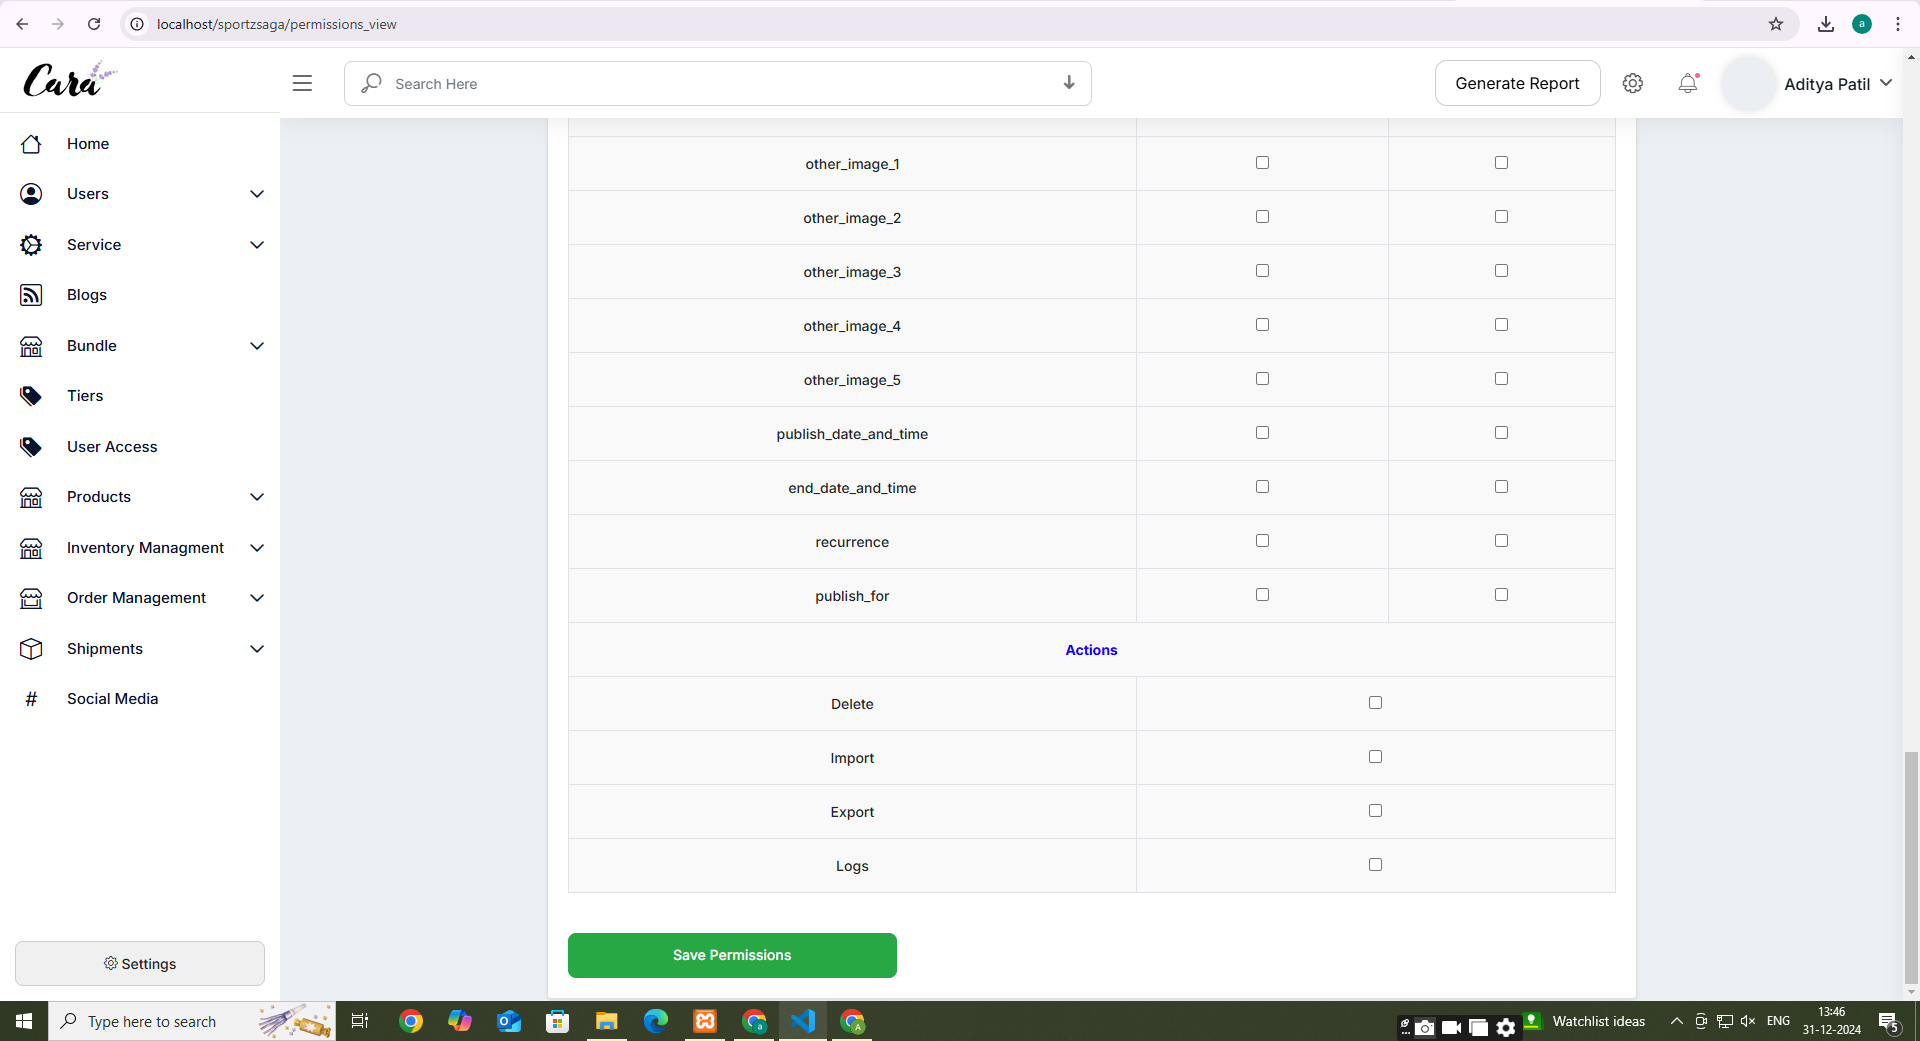 localhost/sportzsaga/permissions_view
a
Cara
Search Here
Generate Report
Aditya Patil
Home
Users
Service
Blogs
Bundle
Tiers
User Access
Products
Inventory Managment
Order Management
Shipments
# Social Media
Settings
other_image_1
other_image_2
other_image_3
other_image_4
other_image_5
publish_date_and_time
end_date_and_time
recurrence
publish_for
Actions
Delete
Import
Export
Logs
Save Permissions
Type here to search
Watchlist ideas
ENG
13:46
31-12-2024
5